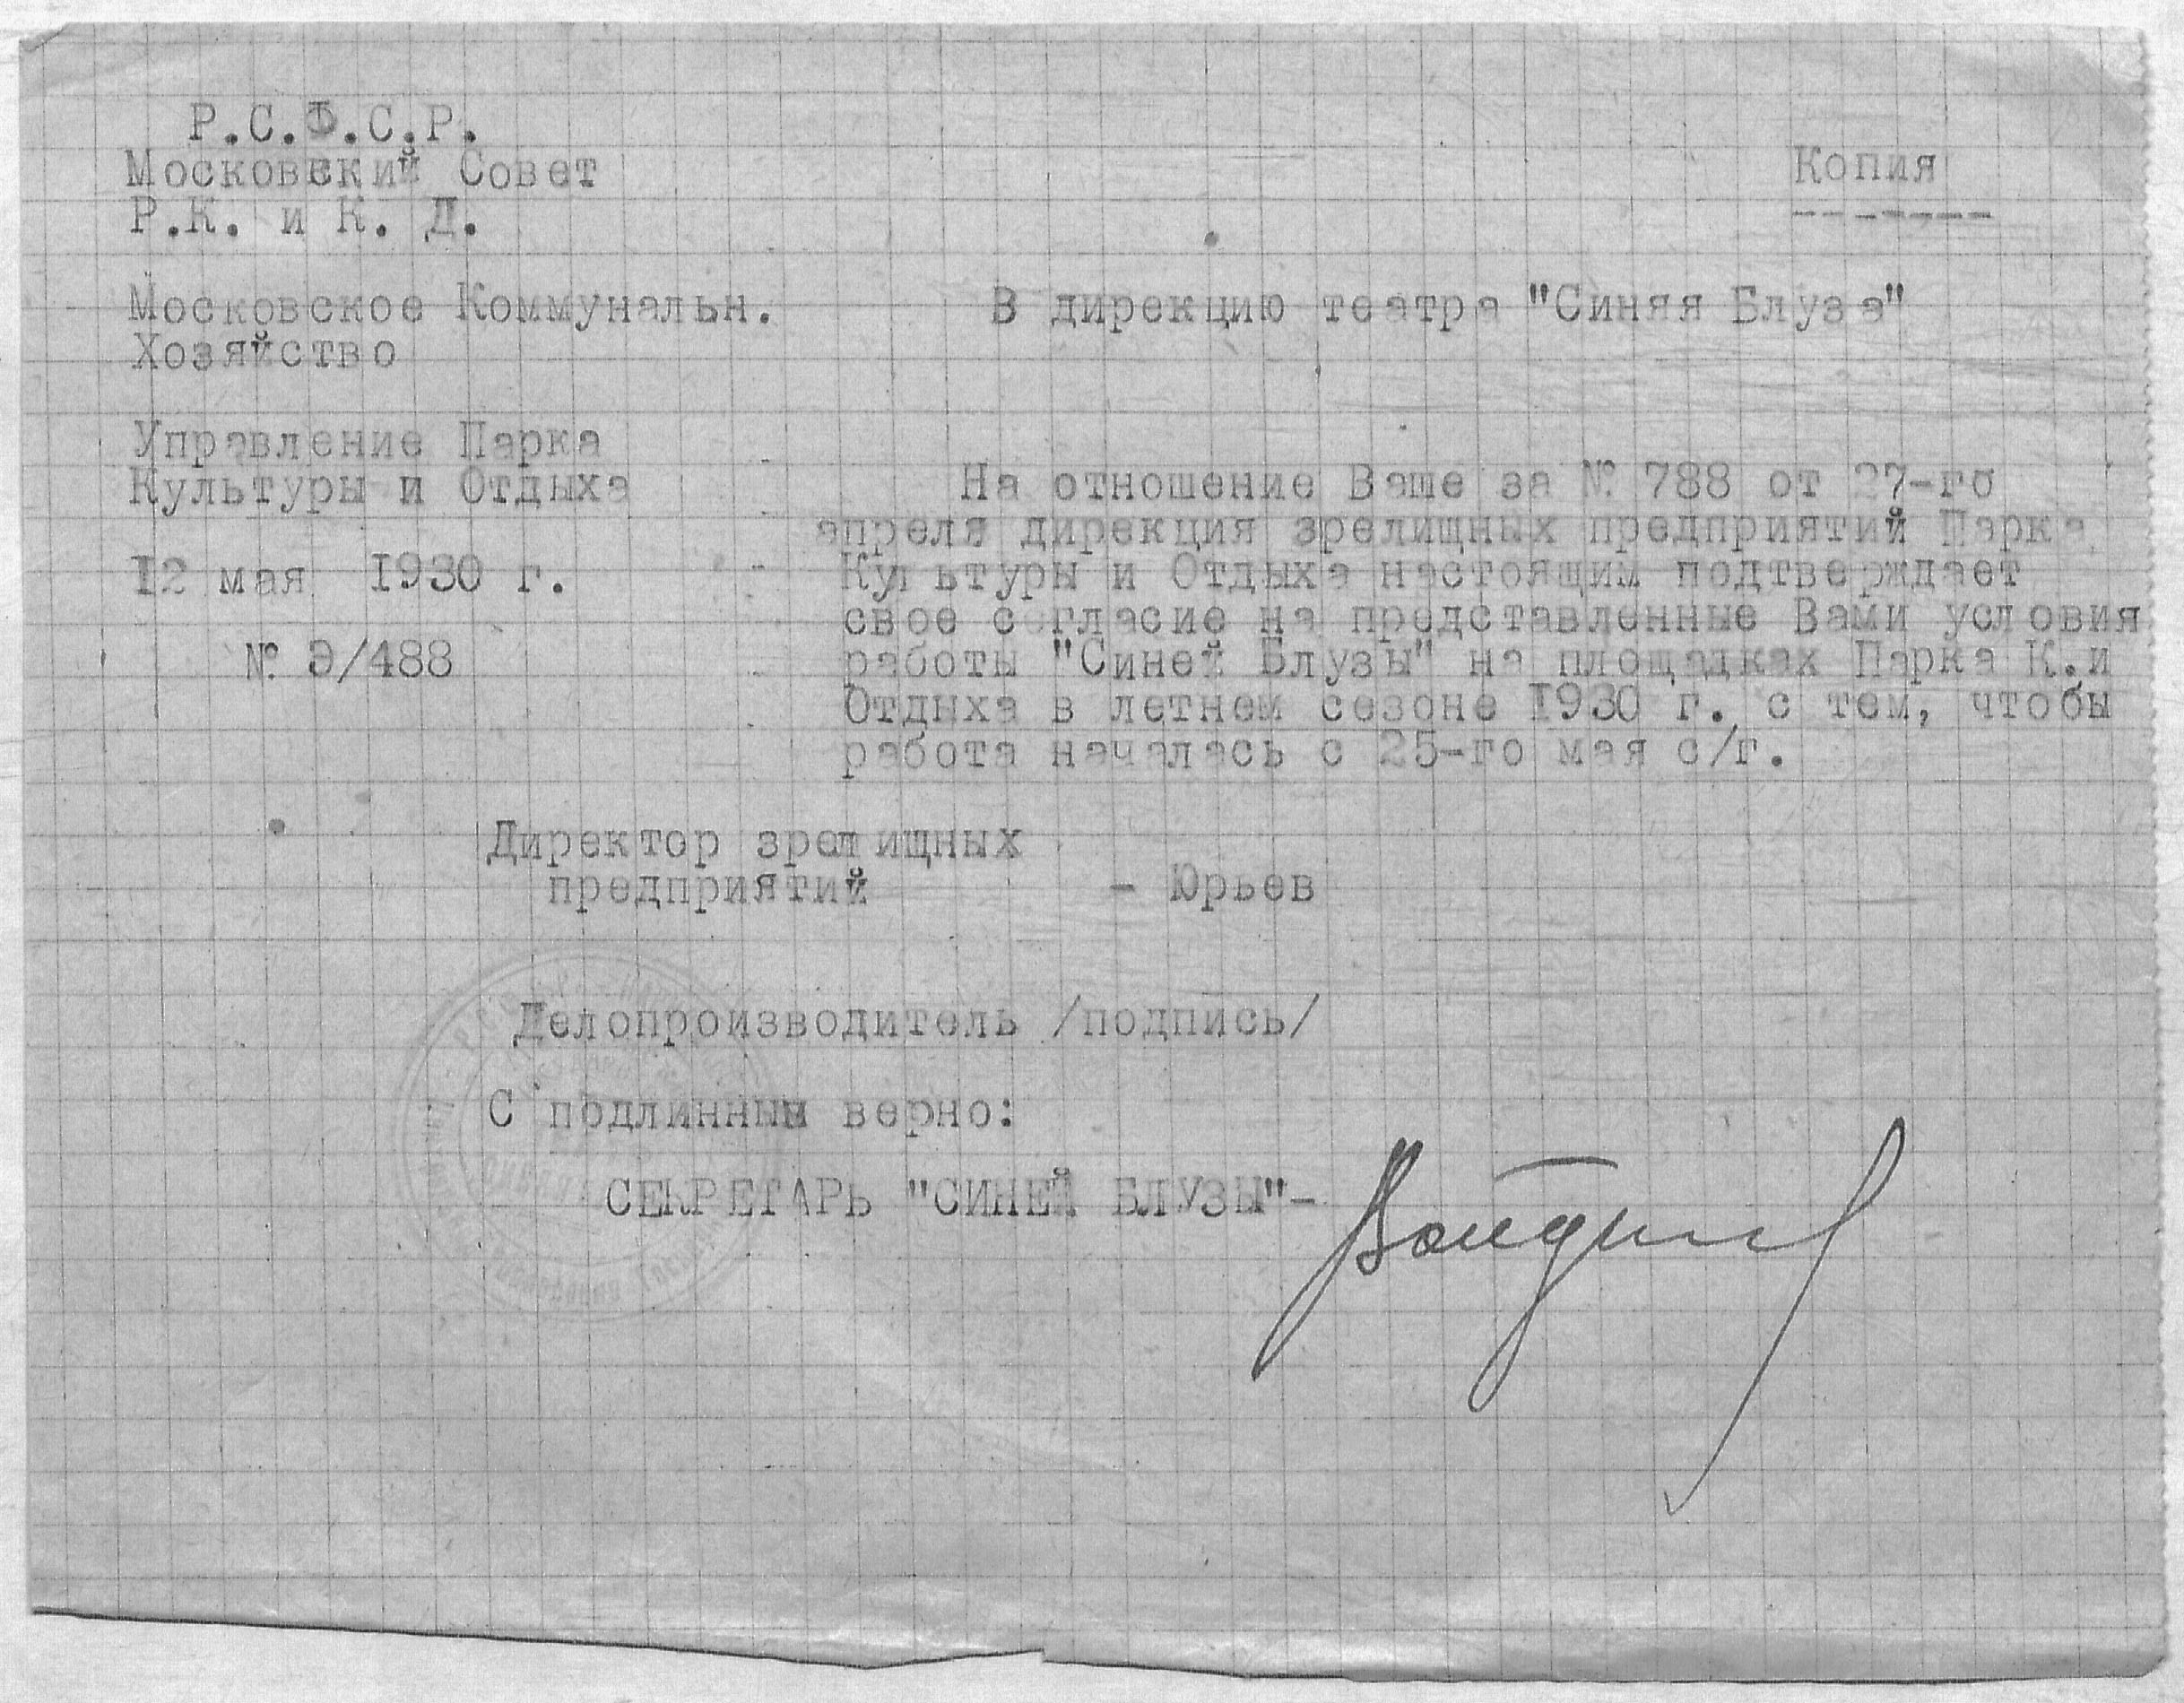 Р.С.Ф.С.Р.
Московский Совет
Р.К. и К. Д.
Копия
Московское Коммунальн.
Хозяйство
В дирекцию театра "Синяя Блуза"
Управление Парка
Культуры и Отдыха
12 мая 1930 г.
№ Э/488
На отношение Ваше за № 788 от 27-го
апреля дирекция зрелищных предприятий Парка
Культуры и Отдыха настоящим подтверждает
свое согласие на представленные Вами условия
работы "Синей Блузы" на площадках Парка К.и
Отдыха в летнем сезоне 1930 г. с тем, чтобы
работа началась с 25-го мая с/г.
Директор зрелищных
предприятий - Юрьев
Делопроизводитель /подпись/
С подлинным верно:
СЕКРЕТАРЬ "СИНЕЙ БЛУЗЫ"-